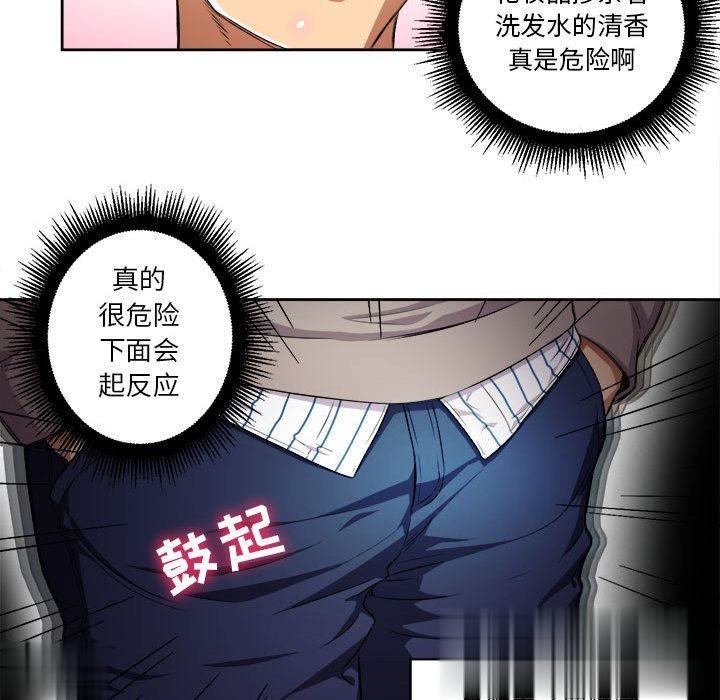 洗发水的清香
真是危险啊
真的
很危险
下面会
起反应
鼓起